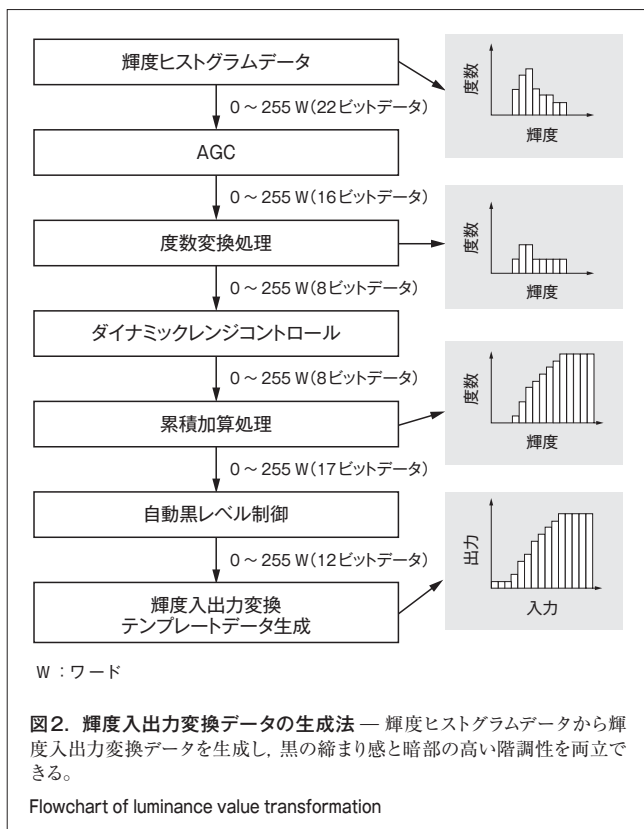 輝度ヒストグラムデータ
度数
輝度
0～255 W(22ビットデータ)
AGC
0～255 W(16ビットデータ)
度数変換処理
度数
輝度
0～255 W(8ビットデータ)
ダイナミックレンジコントロール
0～255 W(8ビットデータ)
累積加算処理
度数
輝度
0～255 W(17ビットデータ)
自動黒レベル制御
0～255 W(12ビットデータ)
輝度入出力変換
テンプレートデータ生成
出力
入力
W ：ワード
図2．輝度入出力変換データの生成法 — 輝度ヒストグラムデータから輝
度入出力変換データを生成し，黒の締まり感と暗部の高い階調性を両立で
きる。
Flowchart of luminance value transformation